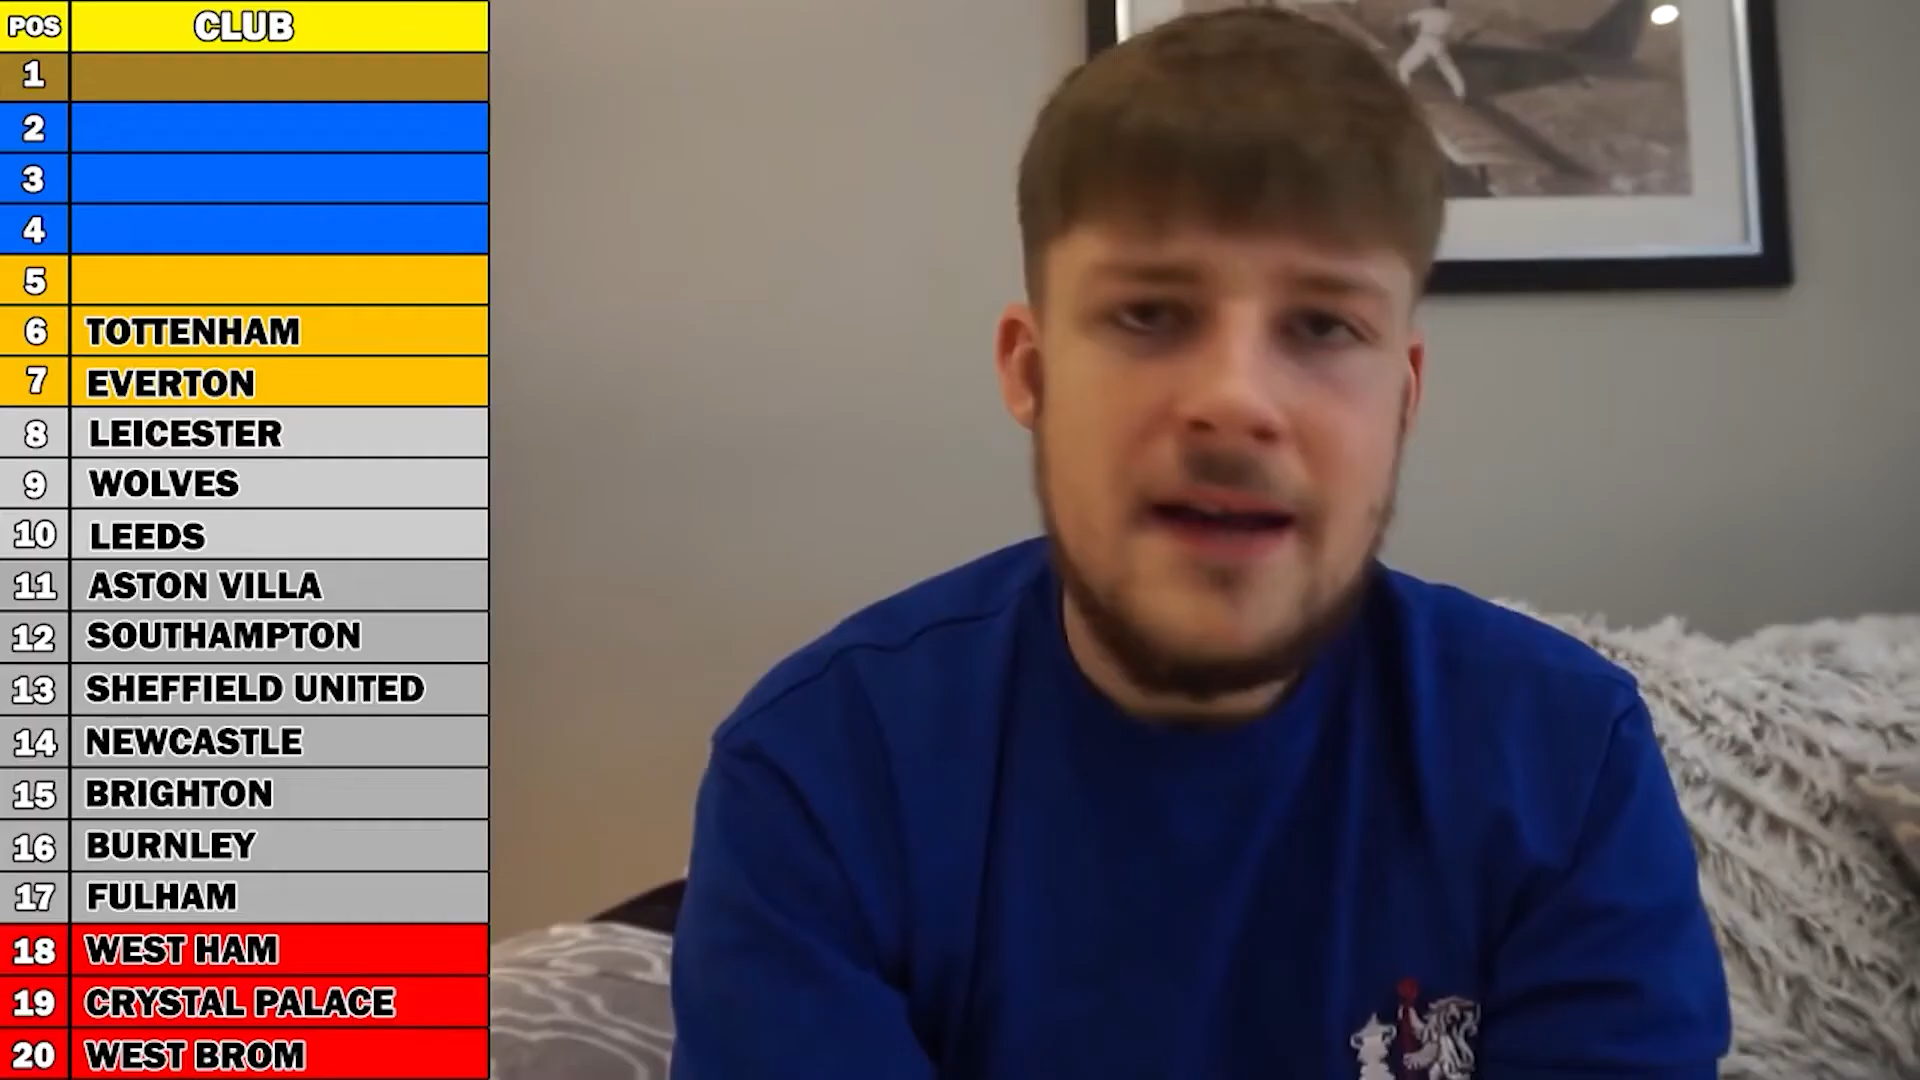 POS CLUB
1
2
3
4
5
6 TOTTENHAM
7 EVERTON
8 LEICESTER
9 WOLVES
10 LEEDS
11 ASTON VILLA
12 SOUTHAMPTON
13 SHEFFIELD UNITED
14 NEWCASTLE
15 BRIGHTON
16 BURNLEY
17 FULHAM
18 WEST HAM
19 CRYSTAL PALACE
20 WEST BROM